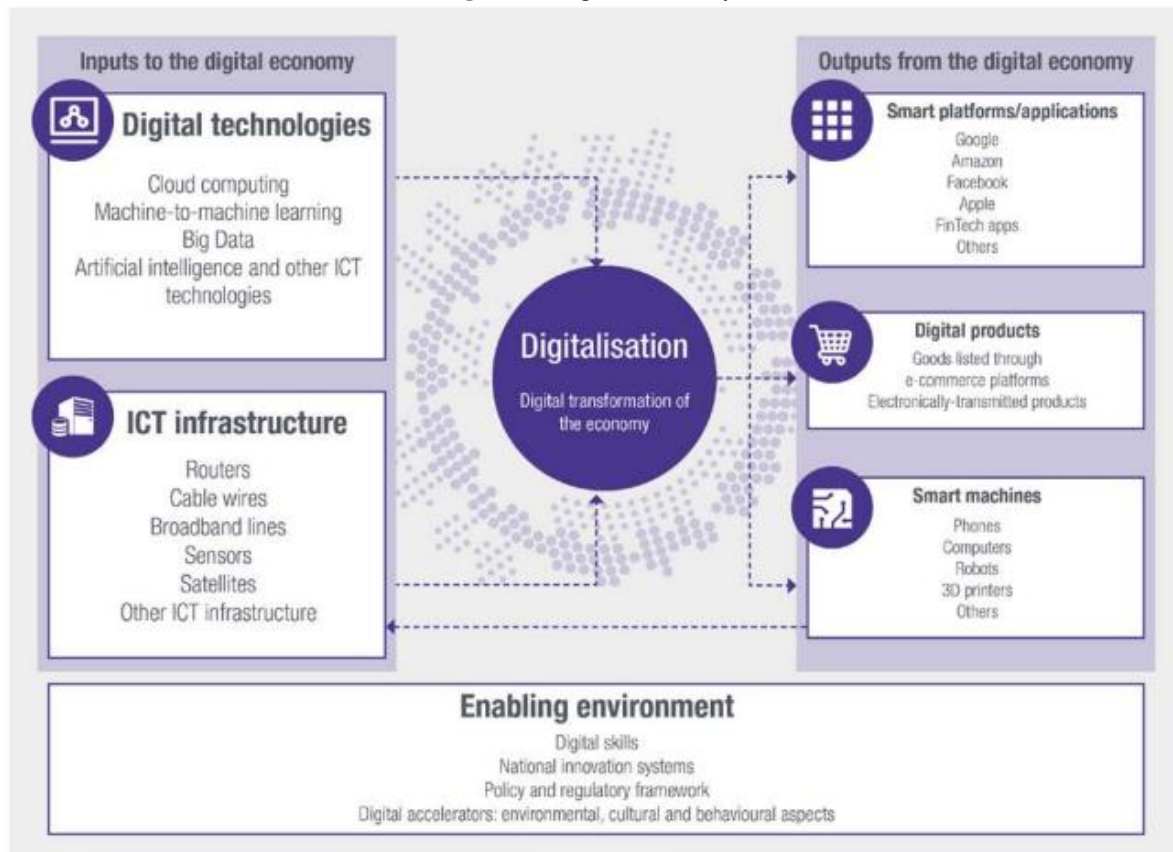 Inputs to the digital economy
Digital technologies
Cloud computing
Machine-to-machine learning
Big Data
Artificial intelligence and other ICT
technologies
ICT infrastructure
Routers
Cable wires
Broadband lines
Sensors
Satellites
Other ICT infrastructure
Digitalisation
Digital transformation of
the economy
Outputs from the digital economy
Smart platforms/applications
Google
Amazon
Facebook
Apple
FinTech apps
Others
Digital products
Goods listed through
e-commerce platforms
Electronically-transmitted products
Smart machines
Phones
Computers
Robots
3D printers
Others
Enabling environment
Digital skills
National innovation systems
Policy and regulatory framework
Digital accelerators: environmental, cultural and behavioural aspects